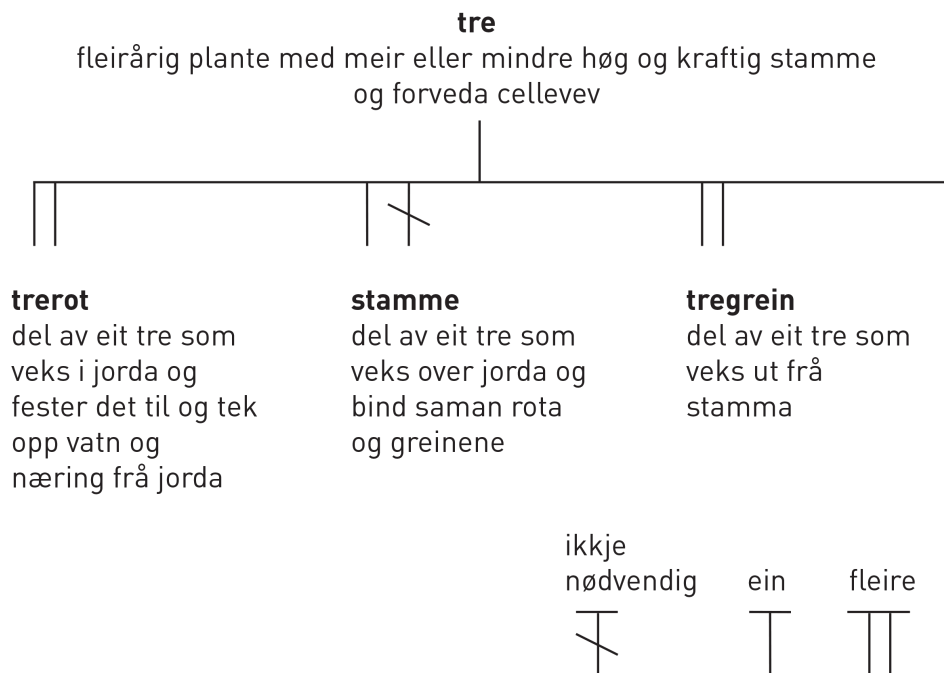 tre
fleirårig plante med meir eller mindre høg og kraftig stamme
og forveda cellevev
trerot
del av eit tre som
veks i jorda og
fester det til og tek
opp vatn og
næring frå jorda
stamme
del av eit tre som
veks over jorda og
bind saman rota
og greinene
tregrein
del av eit tre som
veks ut frå
stamma
ikkje
nødvendig
ein
fleire